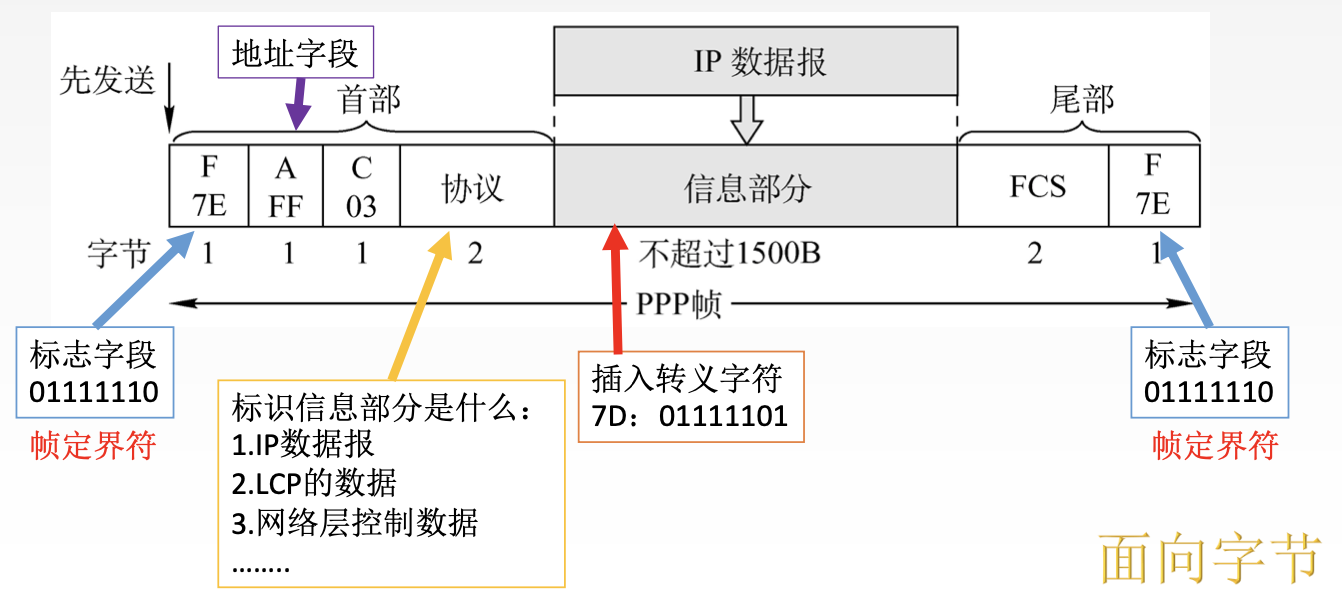 地址字段
IP 数据报
先发送
首部
尾部
F
7E
A
FF
C
03
协议
信息部分
FCS
F
7E
字节
1
1
1
2
不超过1500B
2
1
PPP帧
标志字段
01111110
帧定界符
标识信息部分是什么：
1.IP数据报
2.LCP的数据
3.网络层控制数据
……..
插入转义字符
7D：01111101
标志字段
01111110
帧定界符
面向字节